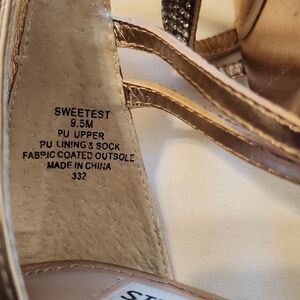 SWEETEST
9.5M
PU UPPER
PU LINING & SOCK
FABRIC COATED OUTSOLE
MADE IN CHINA
332